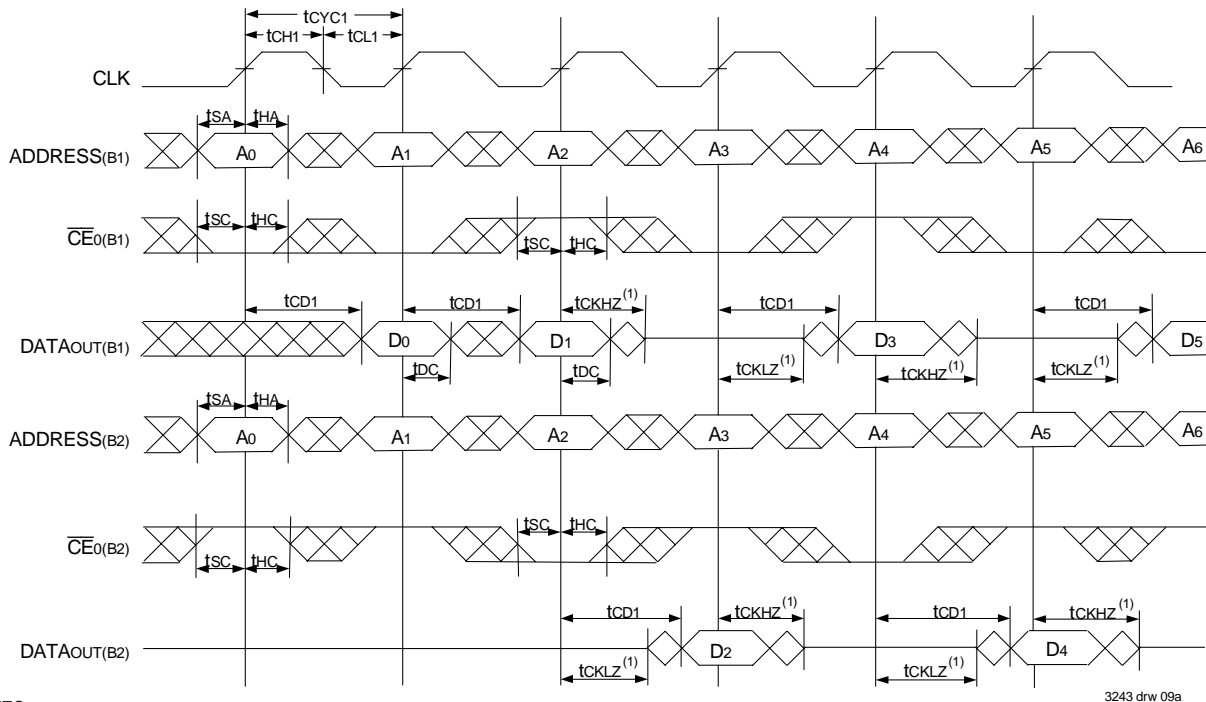 tCYC1
tCH1 tCL1
CLK
tSA tHA
ADDRESS(B1) A0 A1 A2 A3 A4 A5 A6
tSC tHC
CE0(B1) tSC tHC
tCD1 tCD1 tCKHZ(1) tCD1 tCD1
DATAOUT(B1) D0 D1 D3 D5
tDC tDC tCKLZ(1) tCKHZ(1) tCKLZ(1)
tSA tHA
ADDRESS(B2) A0 A1 A2 A3 A4 A5 A6
tSC tHC
CE0(B2)
tSC tHC
tCD1 tCKHZ(1) tCD1 tCKHZ(1)
DATAOUT(B2) D2 D4
tCKLZ(1) tCKLZ(1)
3243 drw 09a